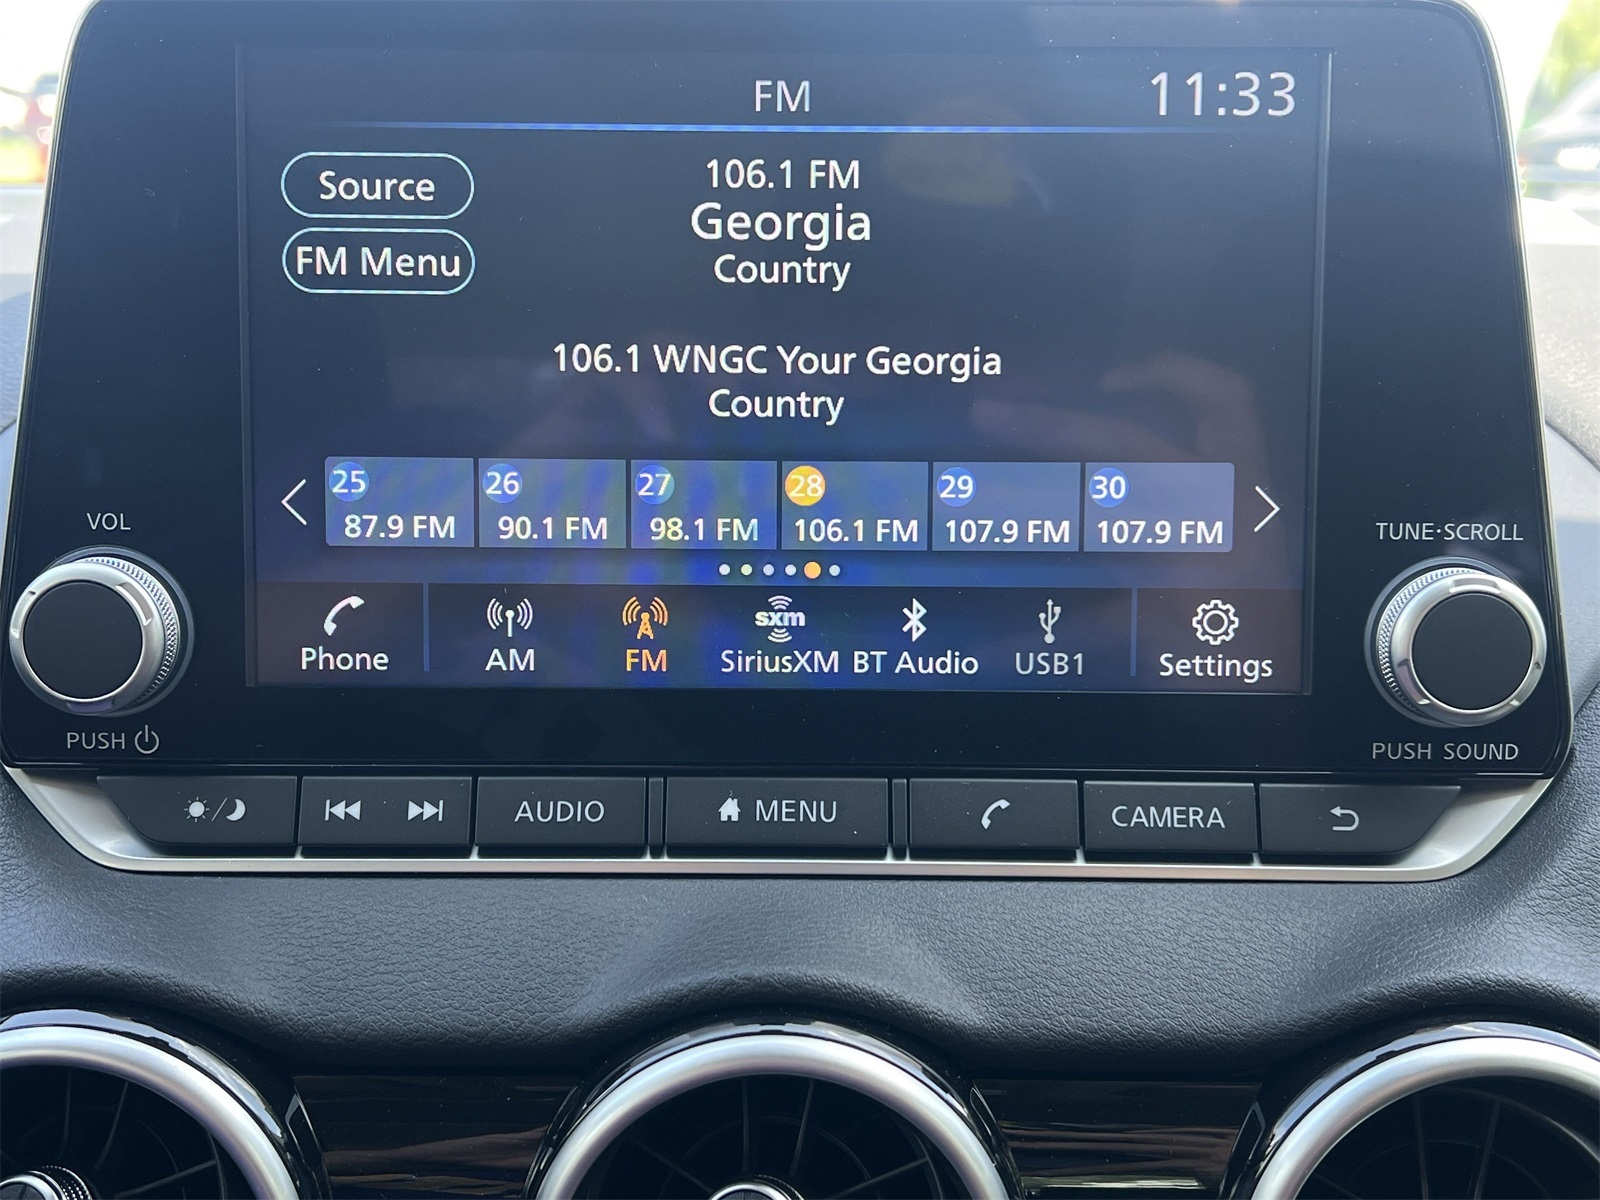 FM
11:33
Source
FM Menu
106.1 FM
Georgia
Country
106.1 WNGC Your Georgia
Country
25
26
27
28
29
30
87.9 FM
90.1 FM
98.1 FM
106.1 FM
107.9 FM
107.9 FM
VOL
TUNE•SCROLL
sxm
Phone
AM
FM
SiriusXM
BT Audio
USB1
Settings
PUSH
PUSH SOUND
AUDIO
MENU
CAMERA